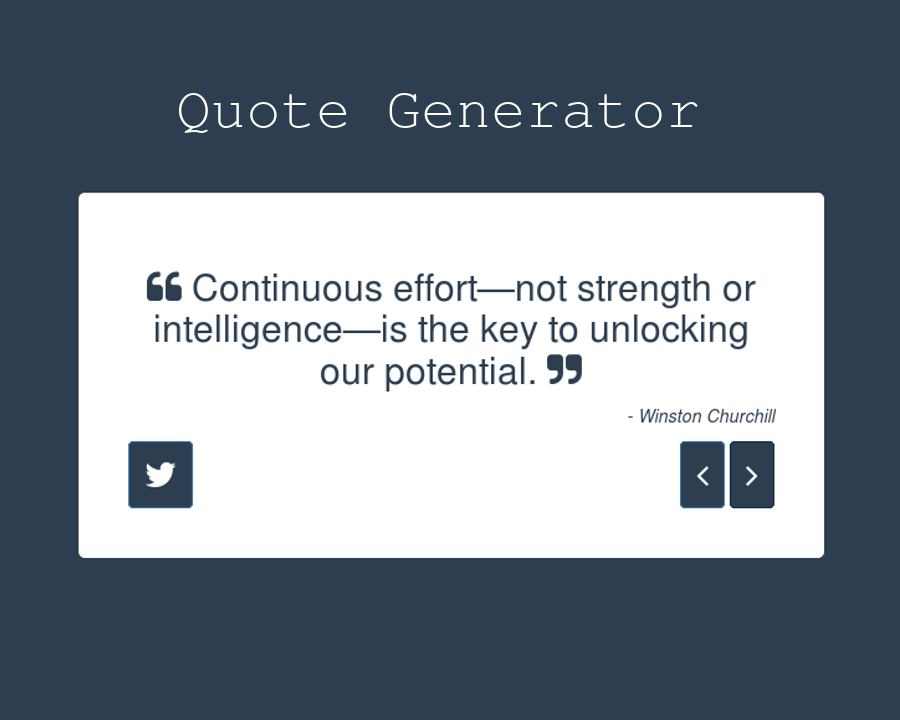 Quote Generator
❝ Continuous effort—not strength or
intelligence—is the key to unlocking
our potential. ❞
- Winston Churchill